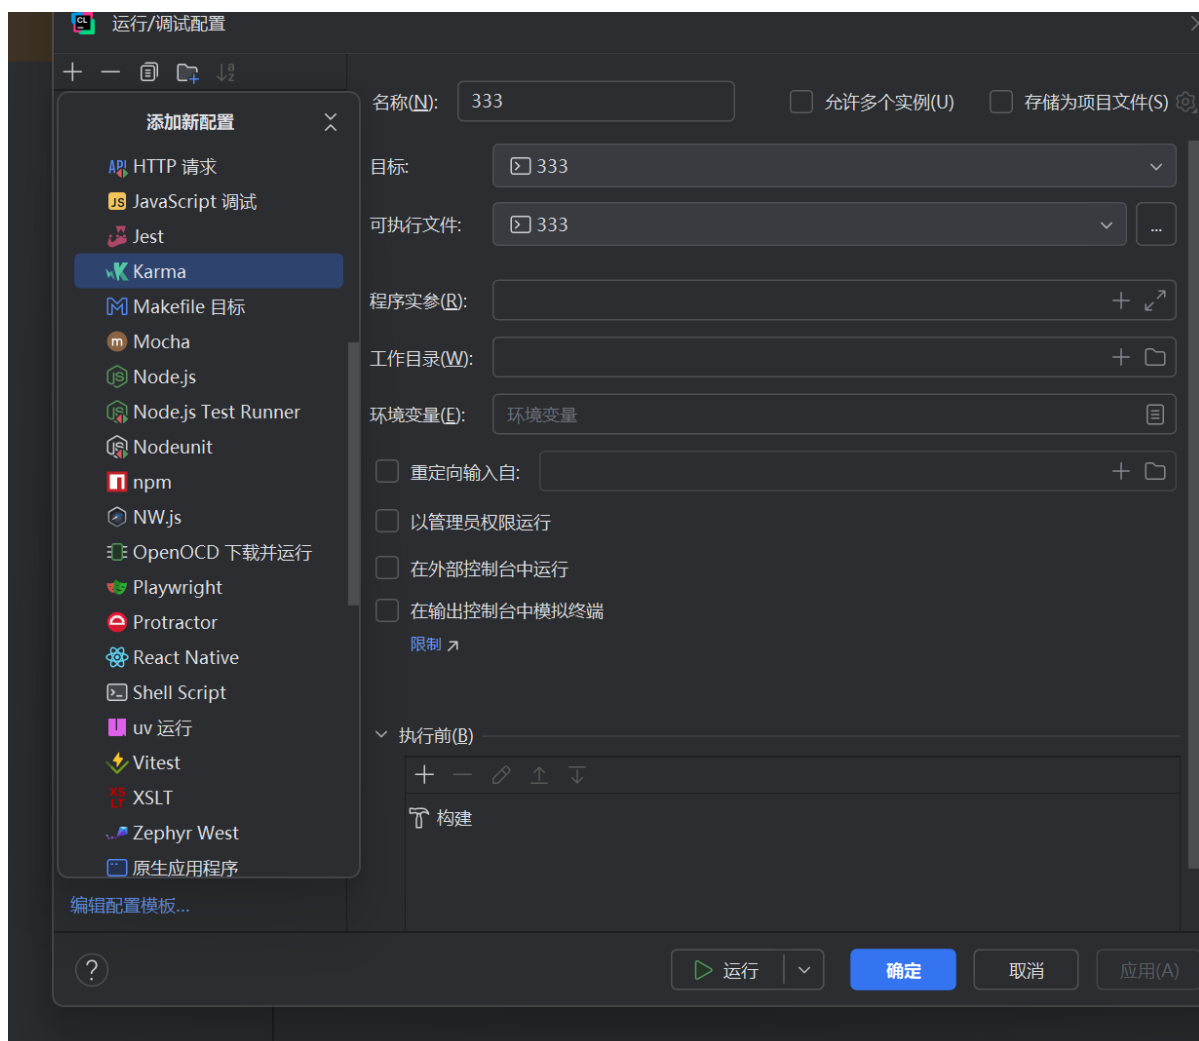 运行/调试配置
添加新配置
HTTP 请求
JavaScript 调试
Jest
Karma
Makefile 目标
Mocha
Node.js
Node.js Test Runner
Nodeunit
npm
NW.js
OpenOCD 下载并运行
Playwright
Protractor
React Native
Shell Script
uv 运行
Vitest
XSLT
Zephyr West
原生应用程序
编辑配置模板...
名称(N): 333 允许多个实例(U) 存储为项目文件(S)
目标: 333
可执行文件: 333 ...
程序实参(R):
工作目录(W):
环境变量(E): 环境变量
重定向输入自:
以管理员权限运行
在外部控制台中运行
在输出控制台中模拟终端
限制
执行前(B)
构建
? 运行 确定 取消 应用(A)